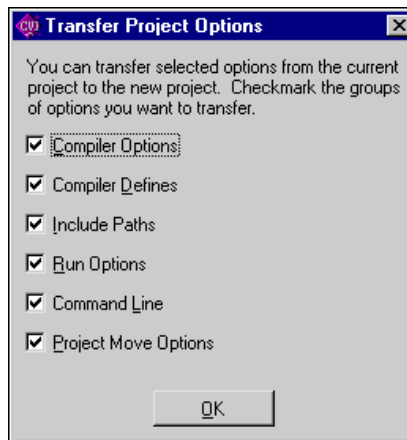 CVI Transfer Project Options
You can transfer selected options from the current
project to the new project. Checkmark the groups
of options you want to transfer.
Compiler Options
Compiler Defines
Include Paths
Run Options
Command Line
Project Move Options
OK